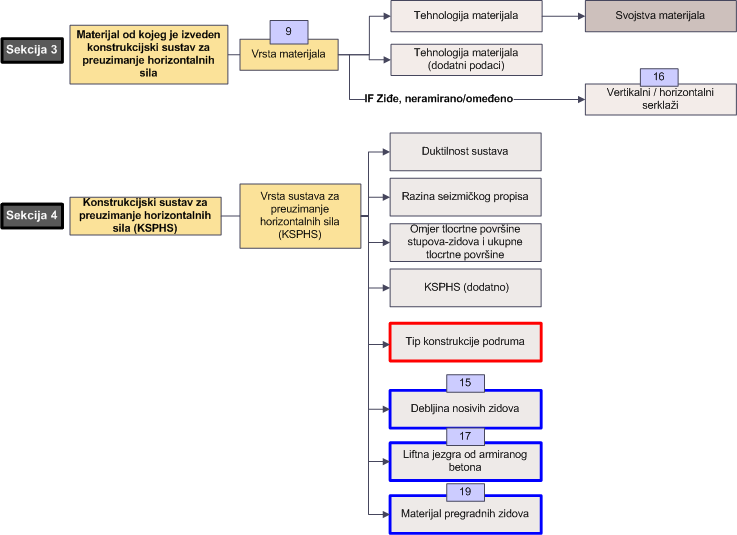 Sekcija 3
Materijal od kojeg je izveden
konstrukcijski sustav za
preuzimanje horizontalnih
sila
9
Vrsta materijala
Tehnologija materijala
Svojstva materijala
Tehnologija materijala
(dodatni podaci)
IF Ziđe, neramirano/omeđeno
16
Vertikalni / horizontalni
serklaži
Sekcija 4
Konstrukcijski sustav za
preuzimanje horizontalnih
sila (KSPHS)
Vrsta sustava za
preuzimanje
horizontalnih sila
(KSPHS)
Duktilnost sustava
Razina seizmičkog propisa
Omjer tlocrtne površine
stupova-zidova i ukupne
tlocrtne površine
KSPHS (dodatno)
Tip konstrukcije podruma
15
Debljina nosivih zidova
17
Liftna jezgra od armiranog
betona
19
Materijal pregradnih zidova